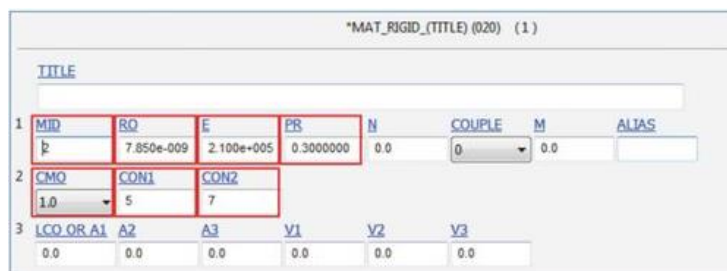 *MAT_RIGID_(TITLE) (020) (1)
TITLE
1 MID RO E PR N COUPLE M ALIAS
2 7.850e-009 2.100e+005 0.3000000 0.0 0 0.0
2 CMO CON1 CON2
1.0 5 7
3 LCO OR A1 A2 A3 V1 V2 V3
0.0 0.0 0.0 0.0 0.0 0.0